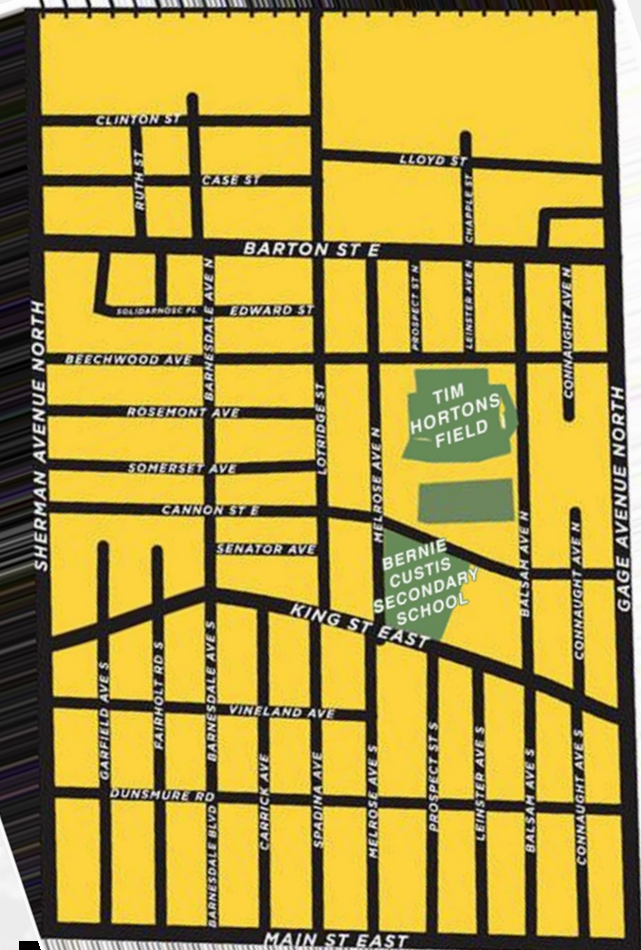 CLINTON ST
RUTH ST
CASE ST
LLOYD ST
CHAPPLE ST
BARTON ST E
SOLIDARNOSC PL
EDWARD ST
BARNESDALE AVE N
PROSPECT ST N
LEINSTER AVE N
CONNAUGHT AVE N
BEECHWOOD AVE
ROSEMONT AVE
SOMERSET AVE
CANNON ST E
SENATOR AVE
SHERMAN AVENUE NORTH
LOTRIDGE ST
MELROSE AVE N
TIM
HORTONS
FIELD
BERNIE
CUSTIS
SECONDARY
SCHOOL
BALSAM AVE N
CONNAUGHT AVE N
GAGE AVENUE NORTH
KING ST EAST
GARFIELD AVE S
FAIRHOLT RD S
BARNESDALE AVE S
VINELAND AVE
DUNSMURE RD
BARNESDALE BLVD
CARRICK AVE
SPADINA AVE
MELROSE AVE S
PROSPECT ST S
LEINSTER AVE S
BALSAM AVE S
CONNAUGHT AVE S
MAIN ST EAST